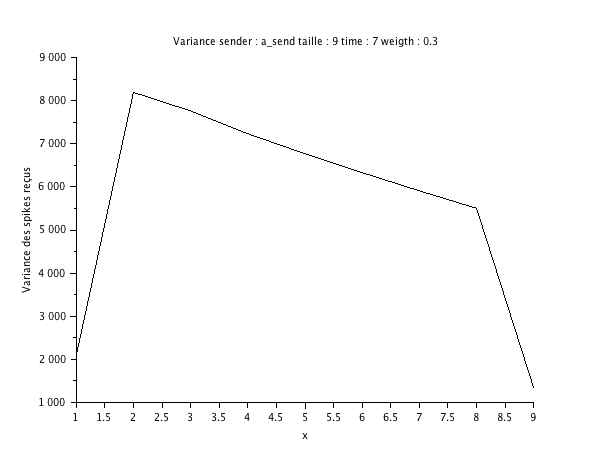 Variance sender : a_send taille : 9 time : 7 weigth : 0.3
Variance des spikes reçus
9 000
8 000
7 000
6 000
5 000
4 000
3 000
2 000
1 000
1 1.5 2 2.5 3 3.5 4 4.5 5 5.5 6 6.5 7 7.5 8 8.5 9
x